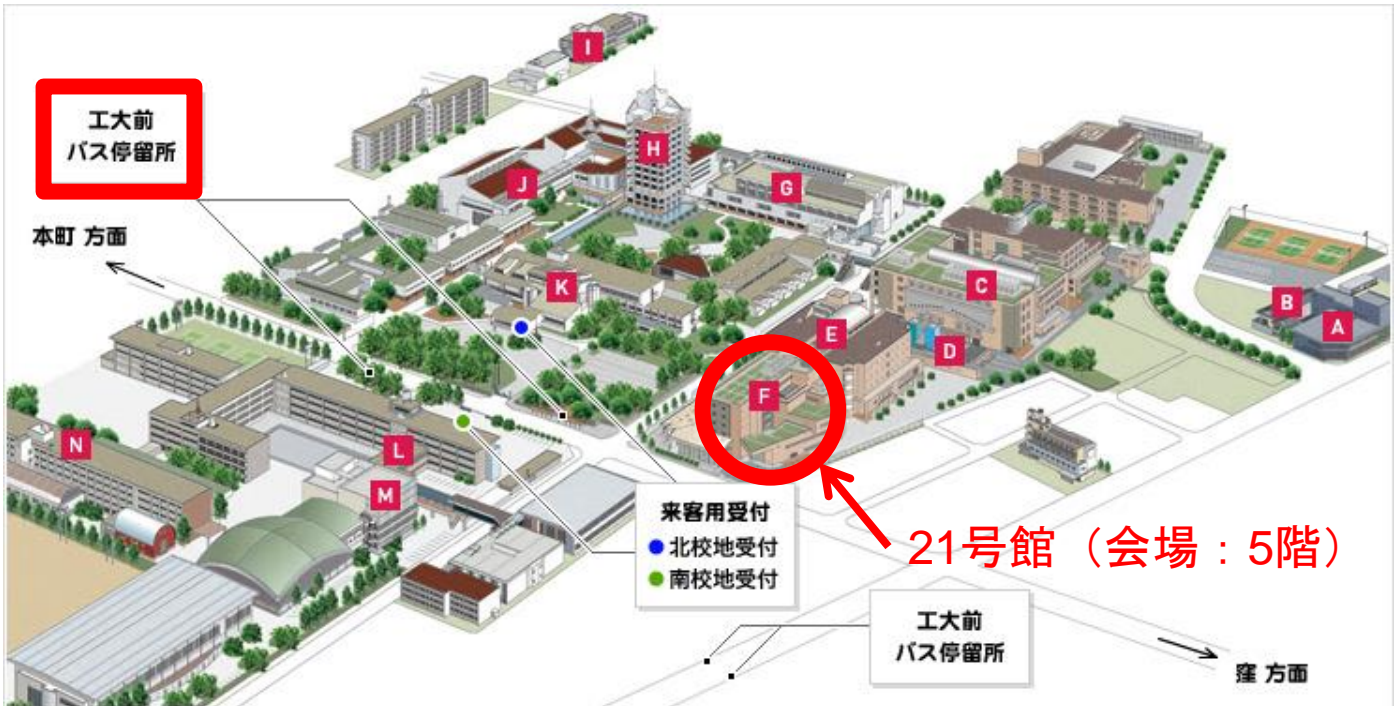 I
工大前
バス停留所
H
J
G
本町 方面
K
C
B
A
E
D
F
N
L
M
来客用受付
北校地受付
南校地受付
21号館（会場：5階）
工大前
バス停留所
窪 方面